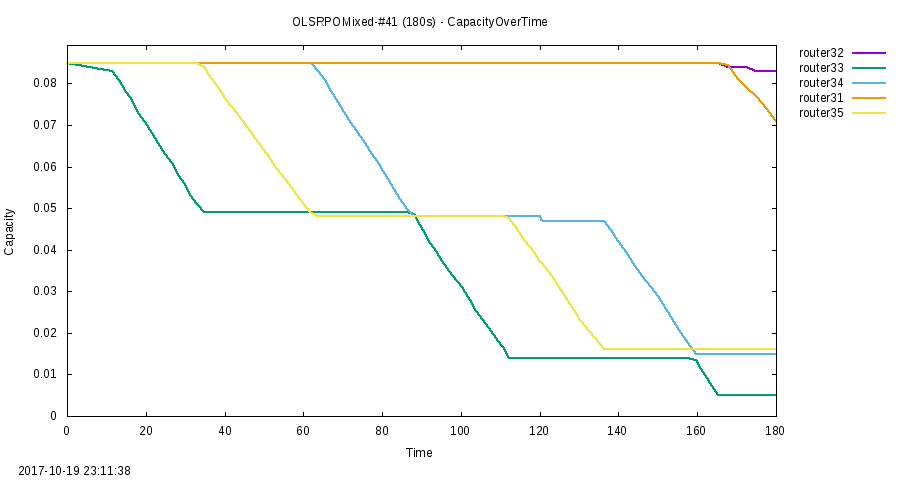 OLSRPOMixed-#41 (180s) - CapacityOverTime
router32
router33
router34
router31
router35
Capacity
0.08
0.07
0.06
0.05
0.04
0.03
0.02
0.01
0
0 20 40 60 80 100 120 140 160 180
Time
2017-10-19 23:11:38